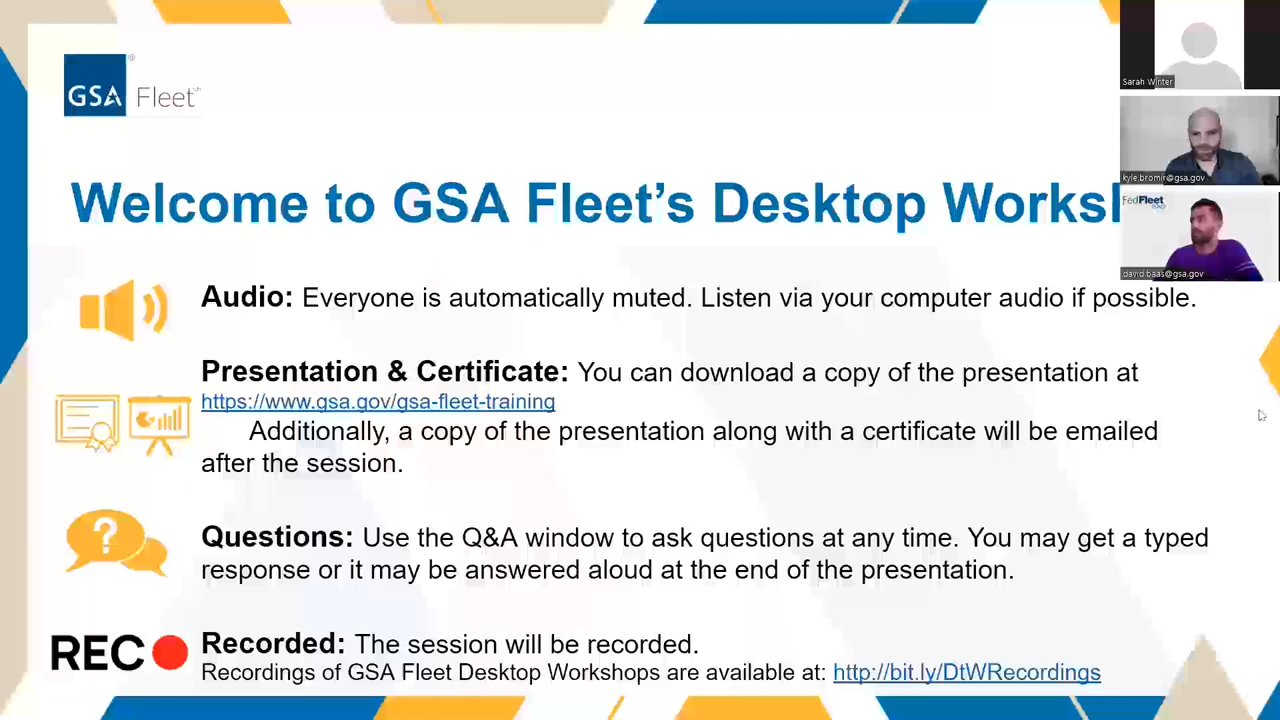 GSA Fleet
Sarah Winter
kyle.bromir@gsa.gov
FedFleet
david.baas@gsa.gov
Welcome to GSA Fleet's Desktop Works
Audio: Everyone is automatically muted. Listen via your computer audio if possible.
Presentation & Certificate: You can download a copy of the presentation at
https://www.gsa.gov/gsa-fleet-training
Additionally, a copy of the presentation along with a certificate will be emailed
after the session.
Questions: Use the Q&A window to ask questions at any time. You may get a typed
response or it may be answered aloud at the end of the presentation.
REC
Recorded: The session will be recorded.
Recordings of GSA Fleet Desktop Workshops are available at: http://bit.ly/DtWRecordings